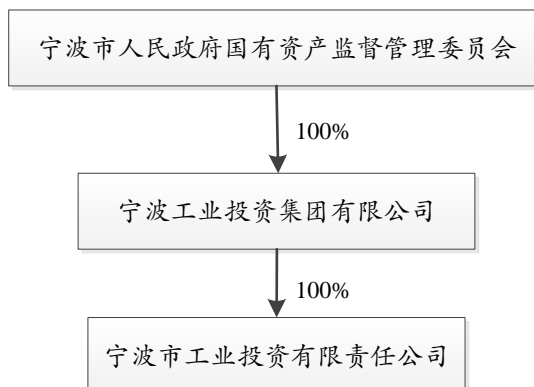 宁波市人民政府国有资产监督管理委员会
100%
宁波工业投资集团有限公司
100%
宁波市工业投资有限责任公司